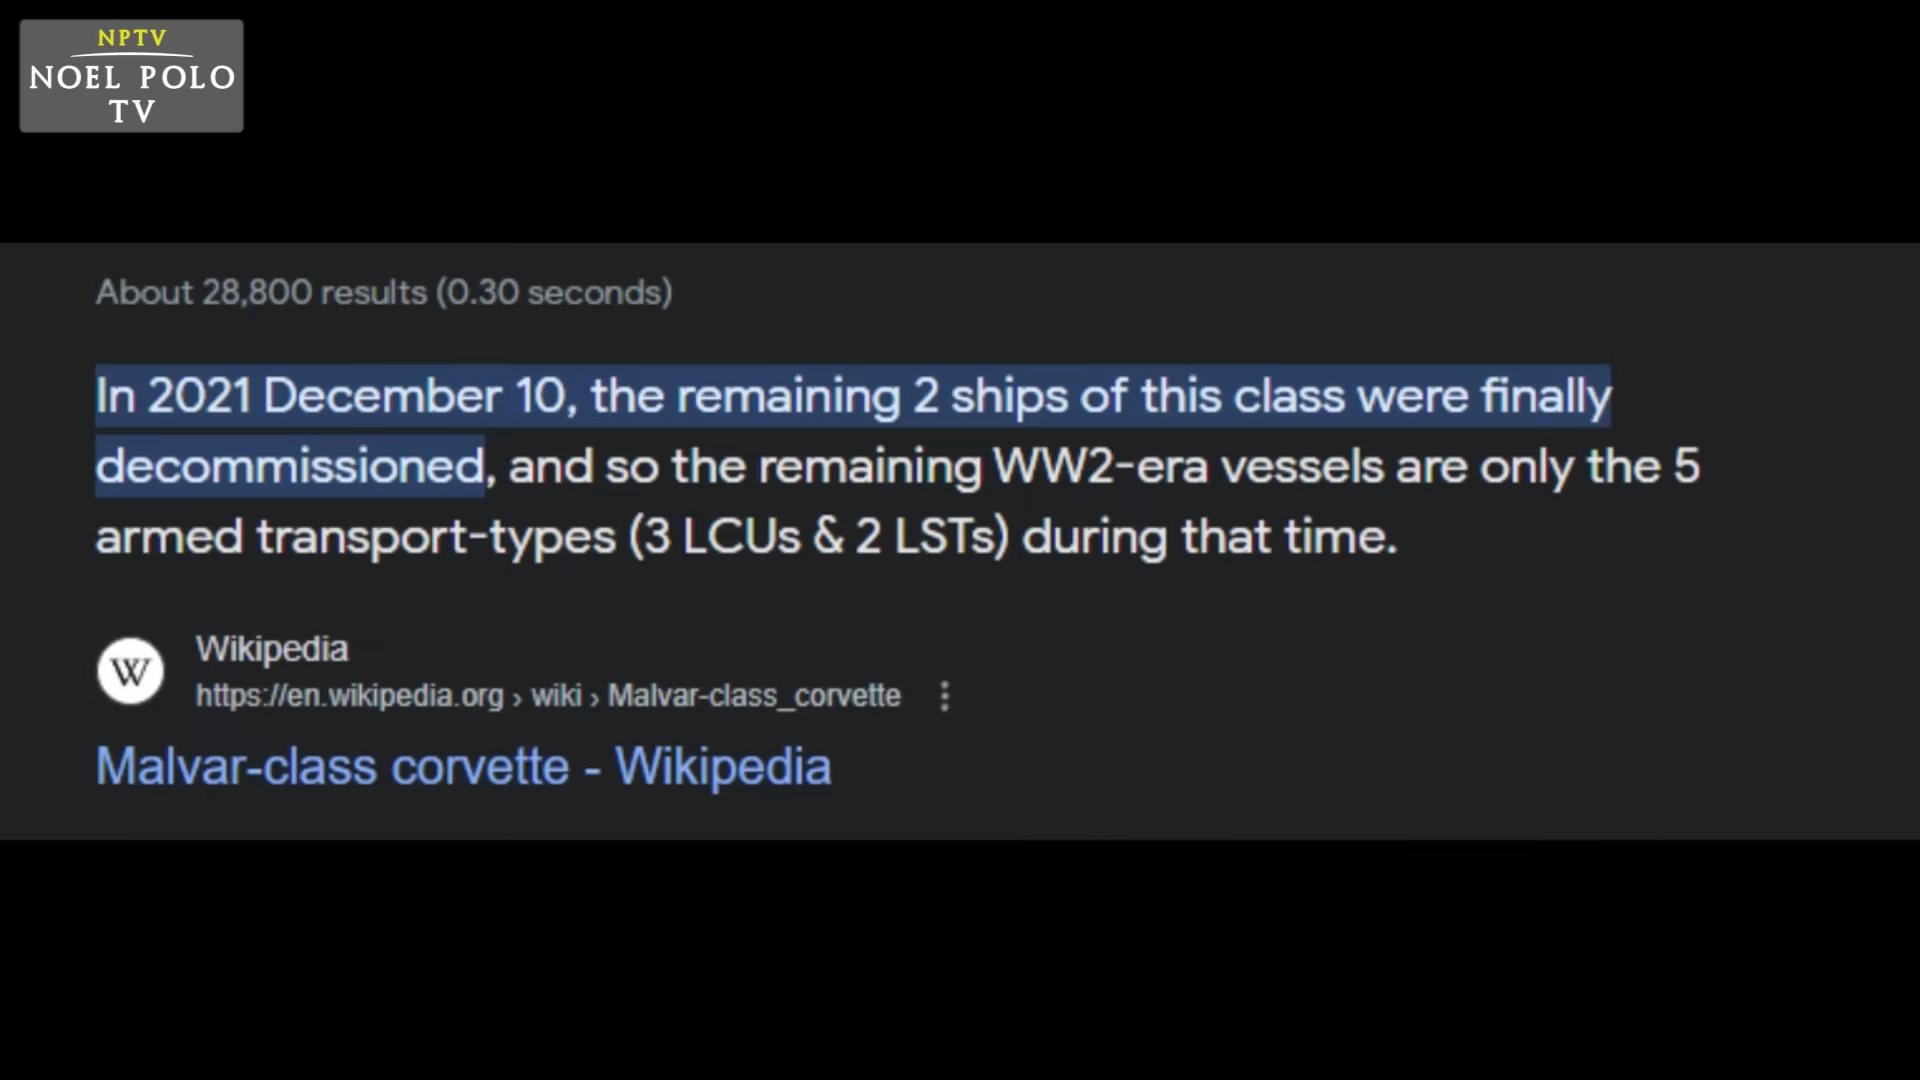 NPTV
NOEL POLO
TV
About 28,800 results (0.30 seconds)
In 2021 December 10, the remaining 2 ships of this class were finally
decommissioned, and so the remaining WW2-era vessels are only the 5
armed transport-types (3 LCUs & 2 LSTs) during that time.
W
Wikipedia
https://en.wikipedia.org › wiki › Malvar-class_corvette
Malvar-class corvette - Wikipedia